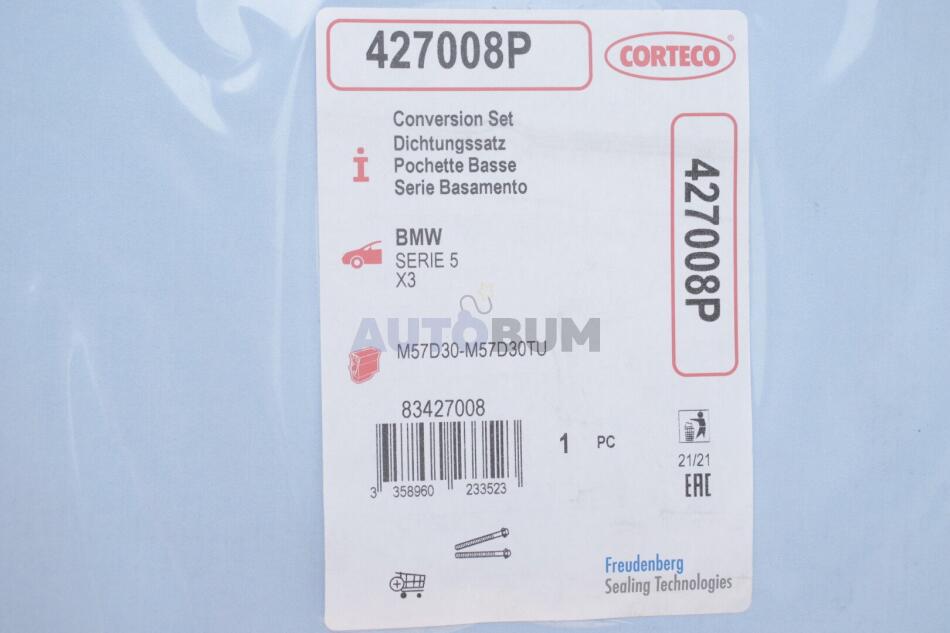 427008P
CORTECO®
Conversion Set
Dichtungssatz
Pochette Basse
Serie Basamento
427008P
BMW
SERIE 5
X3
AUTOBUM
M57D30-M57D30TU
83427008
1 PC
3 358960 233523
21/21
EAC
Freudenberg
Sealing Technologies